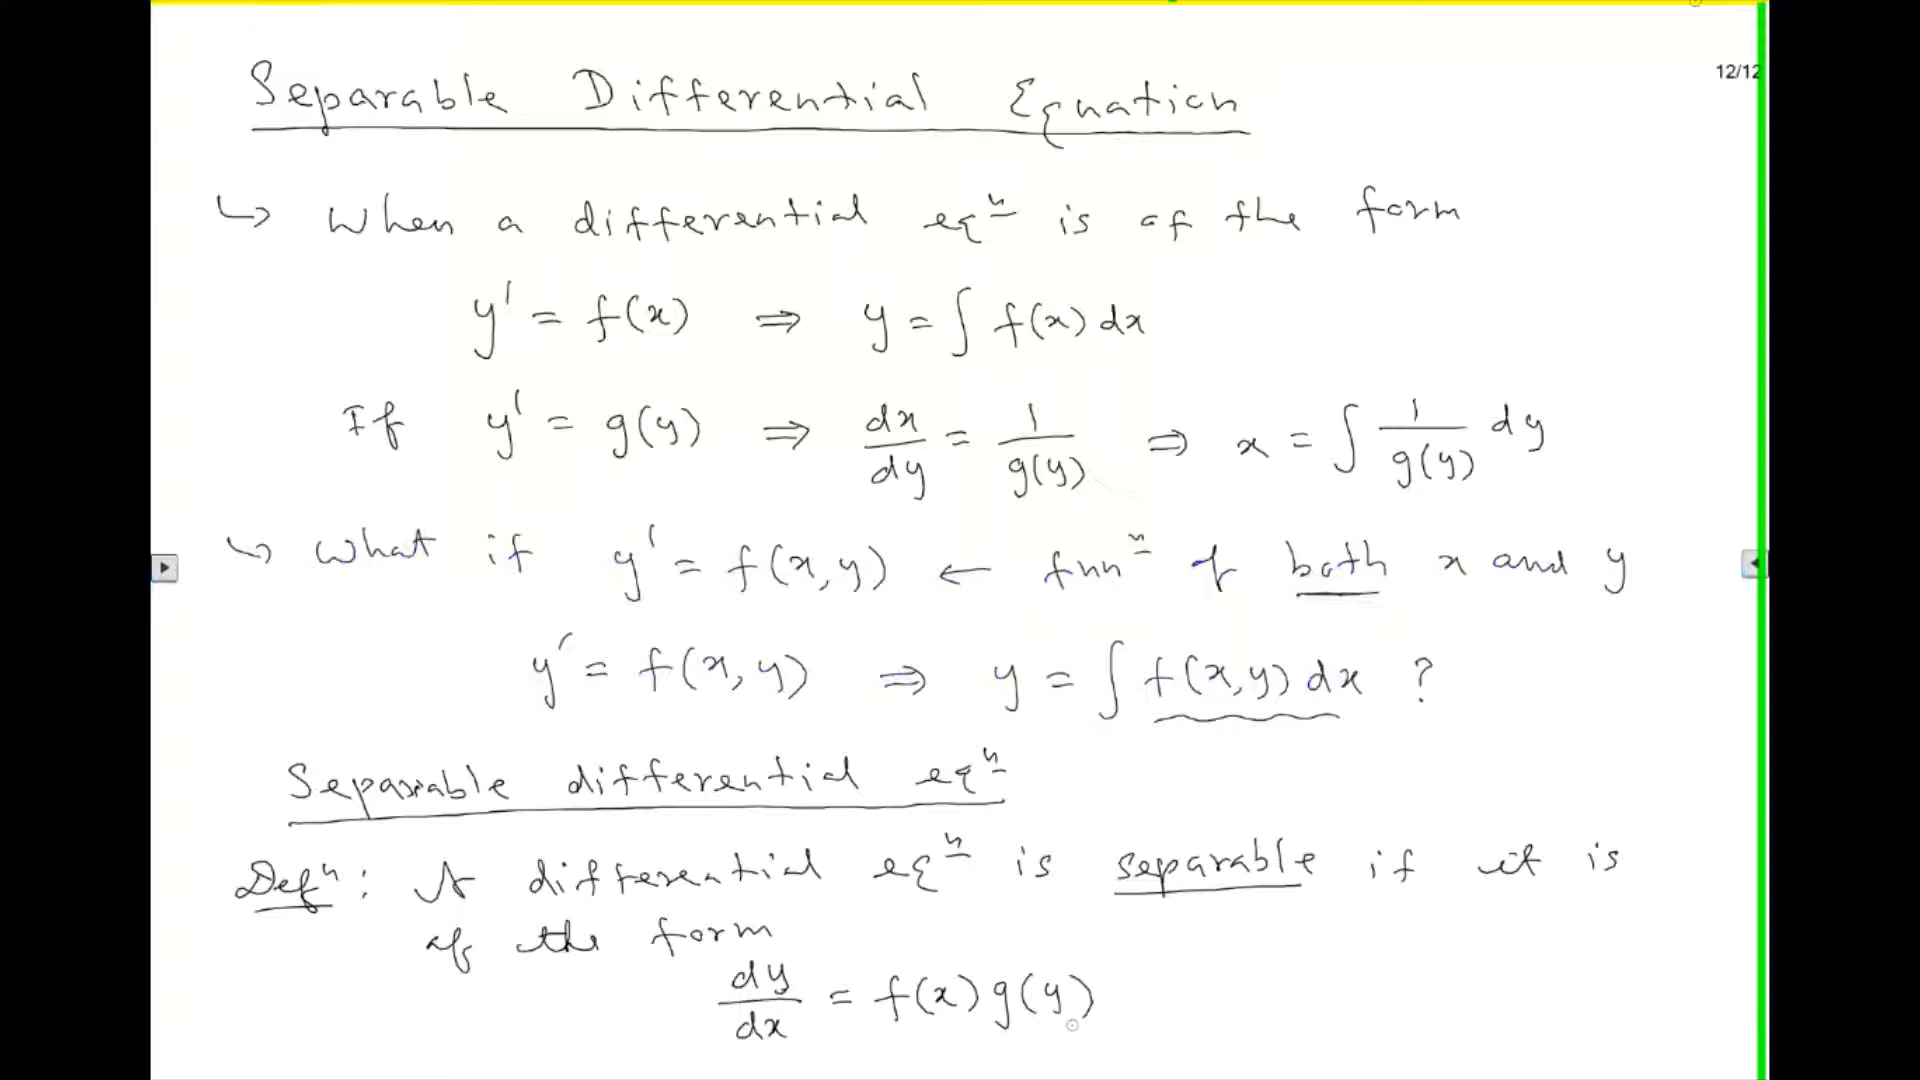 12/12
Separable Differential Equation
↳ When a differential eqⁿ is of the form
y' = f(x) ⇒ y = ∫ f(x) dx
If y' = g(y) ⇒ dx/dy = 1/g(y) ⇒ x = ∫ 1/g(y) dy
↳ What if y' = f(x,y) ← funⁿ of both x and y
y' = f(x,y) ⇒ y = ∫ f(x,y) dx ?
Separable differential eqⁿ
Defⁿ: A differential eqⁿ is separable if it is
of the form
dy/dx = f(x) g(y)